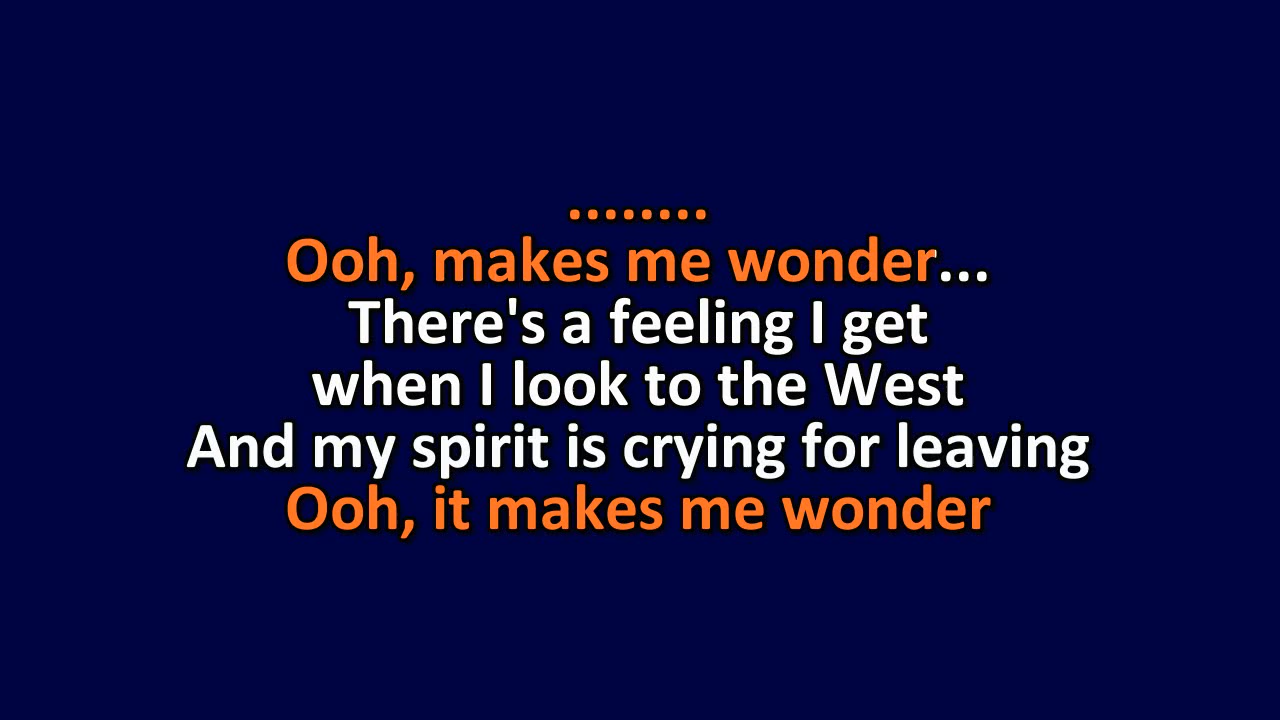 ........
Ooh, makes me wonder...
There's a feeling I get
when I look to the West
And my spirit is crying for leaving
Ooh, it makes me wonder